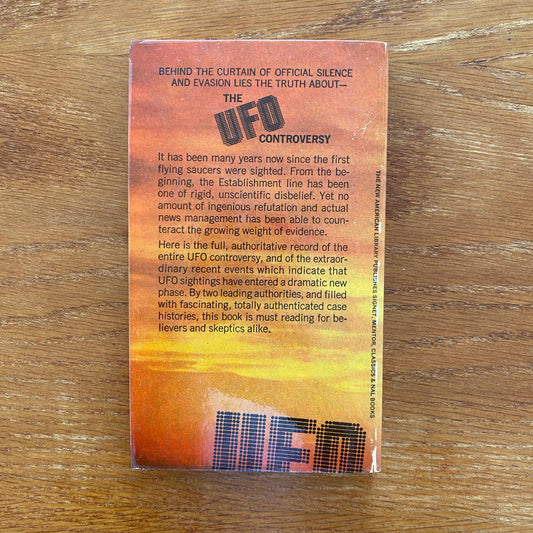 BEHIND THE CURTAIN OF OFFICIAL SILENCE
AND EVASION LIES THE TRUTH ABOUT—
THE
UFO
CONTROVERSY
It has been many years now since the first
flying saucers were sighted. From the be-
ginning, the Establishment line has been
one of rigid, unscientific disbelief. Yet no
amount of ingenious refutation and actual
news management has been able to coun-
teract the growing weight of evidence.
Here is the full, authoritative record of the
entire UFO controversy, and of the extraor-
dinary recent events which indicate that
UFO sightings have entered a dramatic new
phase. By two leading authorities, and filled
with fascinating, totally authenticated case
histories, this book is must reading for be-
lievers and skeptics alike.
THE NEW AMERICAN LIBRARY PUBLISHES SIGNET, MENTOR, CLASSICS & NAL BOOKS
UFO